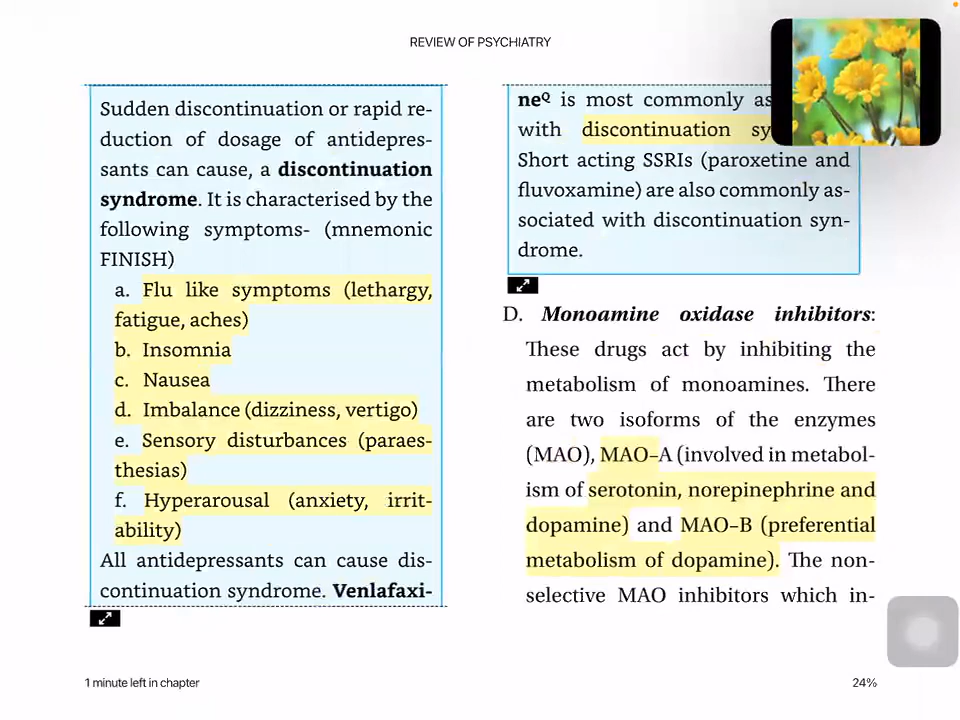 REVIEW OF PSYCHIATRY
Sudden discontinuation or rapid re-
duction of dosage of antidepres-
sants can cause, a discontinuation
syndrome. It is characterised by the
following symptoms- (mnemonic
FINISH)
a. Flu like symptoms (lethargy,
fatigue, aches)
b. Insomnia
c. Nausea
d. Imbalance (dizziness, vertigo)
e. Sensory disturbances (paraes-
thesias)
f. Hyperarousal (anxiety, irrit-
ability)
All antidepressants can cause dis-
continuation syndrome. Venlafaxi-
neQ is most commonly as
with discontinuation sy
Short acting SSRIs (paroxetine and
fluvoxamine) are also commonly as-
sociated with discontinuation syn-
drome.
D. Monoamine oxidase inhibitors:
These drugs act by inhibiting the
metabolism of monoamines. There
are two isoforms of the enzymes
(MAO), MAO–A (involved in metabol-
ism of serotonin, norepinephrine and
dopamine) and MAO–B (preferential
metabolism of dopamine). The non-
selective MAO inhibitors which in-
1 minute left in chapter
24%